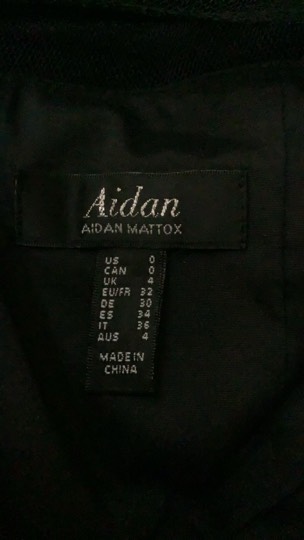 Aidan
AIDAN MATTOX
US 0
CAN 0
UK 4
EU/FR 32
DE 30
ES 34
IT 36
AUS 4
MADE IN
CHINA